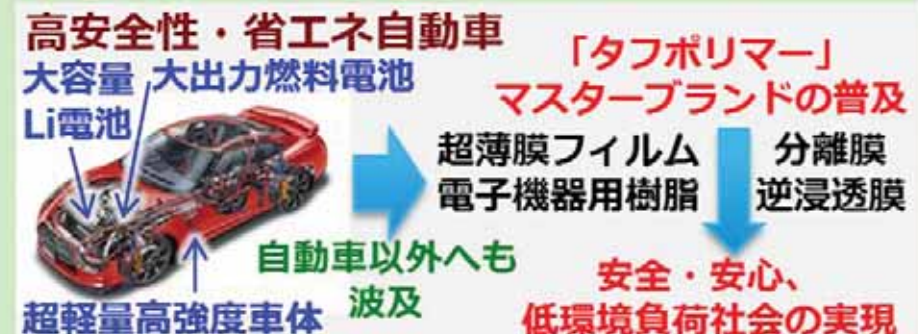 高安全性・省エネ自動車
大容量
Li電池
大出力燃料電池
超軽量高強度車体
自動車以外へも
波及
「タフポリマー」
マスターブランドの普及
超薄膜フィルム
電子機器用樹脂
分離膜
逆浸透膜
安全・安心、
低環境負荷社会の実現